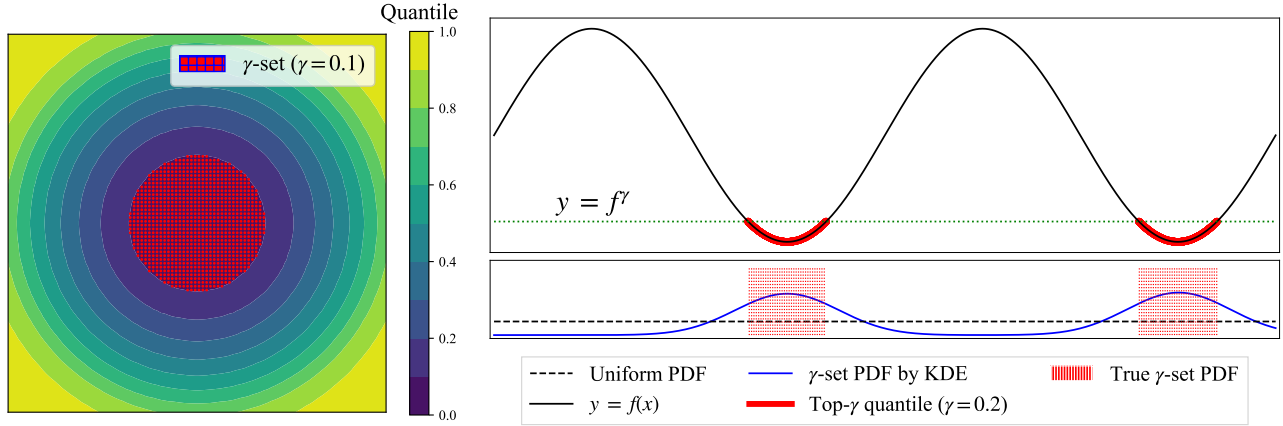 Quantile
γ-set (γ=0.1)
1.0
0.8
0.6
0.4
0.2
0.0
y = f^γ
Uniform PDF
γ-set PDF by KDE
True γ-set PDF
y = f(x)
Top-γ quantile (γ=0.2)